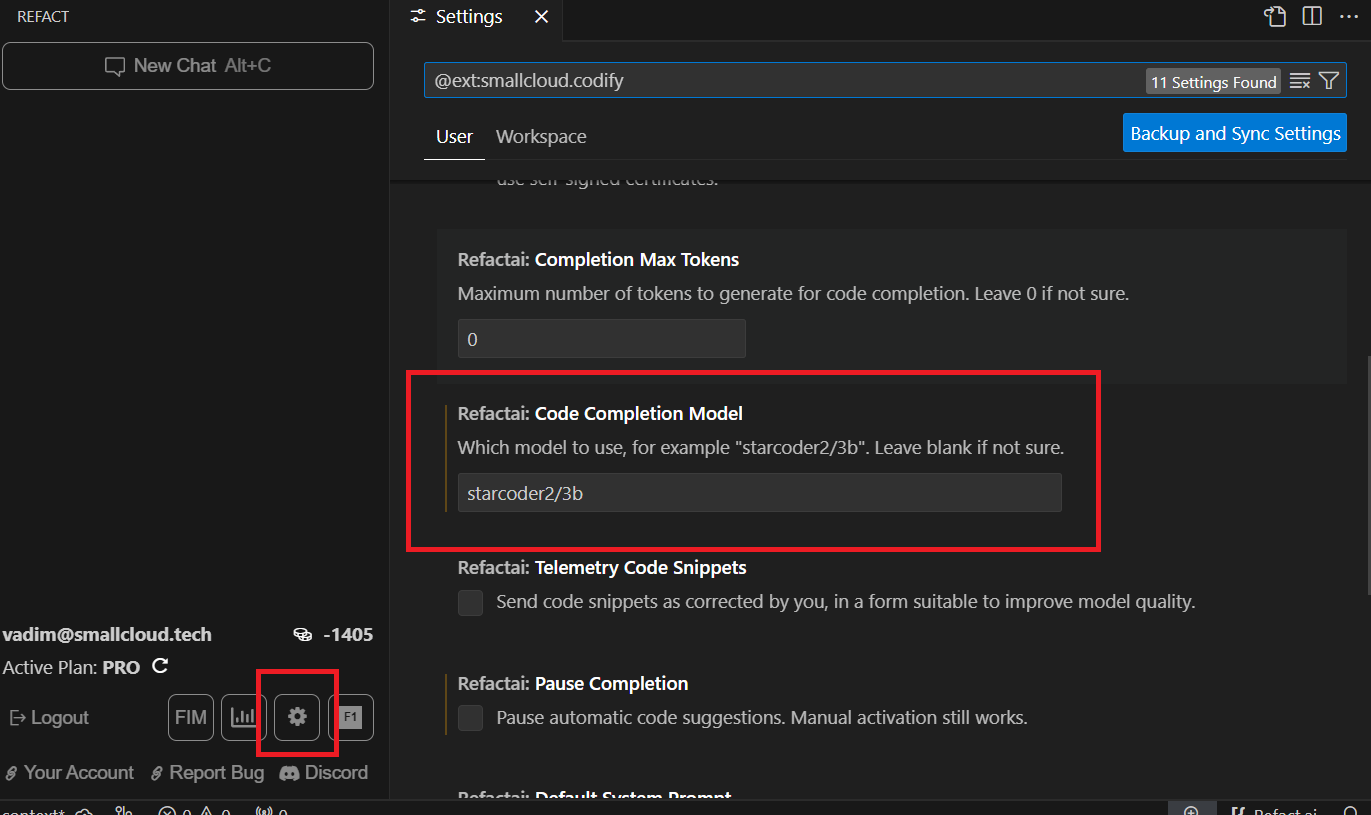 REFACT
New Chat Alt+C
vadim@smallcloud.tech -1405
Active Plan: PRO
Logout FIM F1
Your Account Report Bug Discord
Settings
@ext:smallcloud.codify 11 Settings Found
User Workspace Backup and Sync Settings
use self-signed certificates.
Refactai: Completion Max Tokens
Maximum number of tokens to generate for code completion. Leave 0 if not sure.
0
Refactai: Code Completion Model
Which model to use, for example "starcoder2/3b". Leave blank if not sure.
starcoder2/3b
Refactai: Telemetry Code Snippets
Send code snippets as corrected by you, in a form suitable to improve model quality.
Refactai: Pause Completion
Pause automatic code suggestions. Manual activation still works.
Refactai: Default System Prompt
context* 0 0 0 Refact.ai